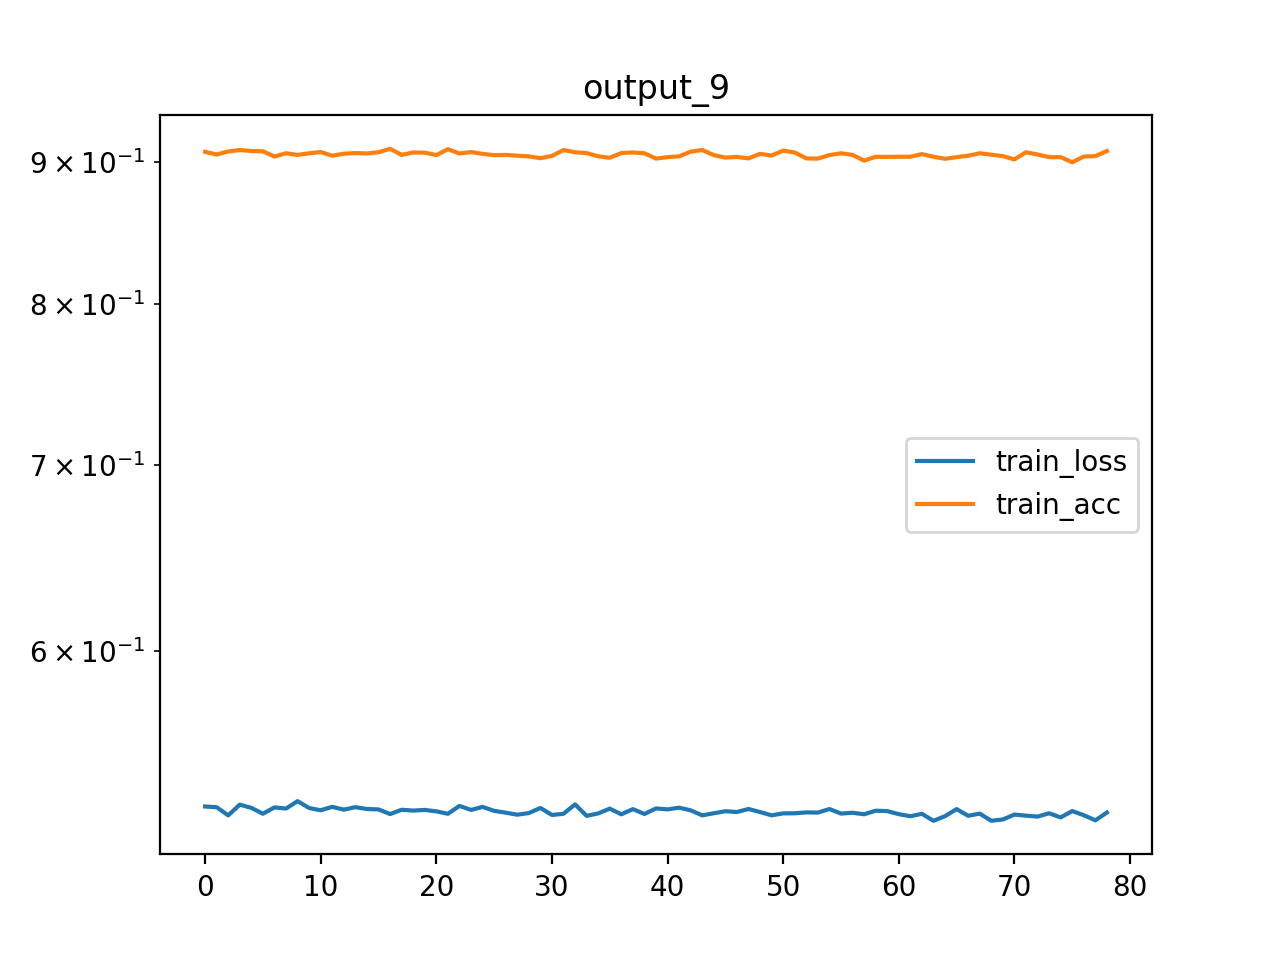 output_9
9 × 10⁻¹
8 × 10⁻¹
7 × 10⁻¹
6 × 10⁻¹
train_loss
train_acc
0 10 20 30 40 50 60 70 80